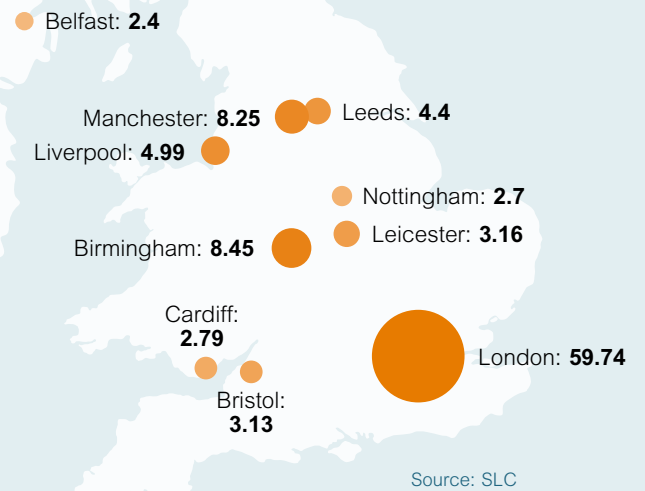 Belfast: 2.4
Manchester: 8.25
Leeds: 4.4
Liverpool: 4.99
Nottingham: 2.7
Leicester: 3.16
Birmingham: 8.45
Cardiff:
2.79
London: 59.74
Bristol:
3.13
Source: SLC